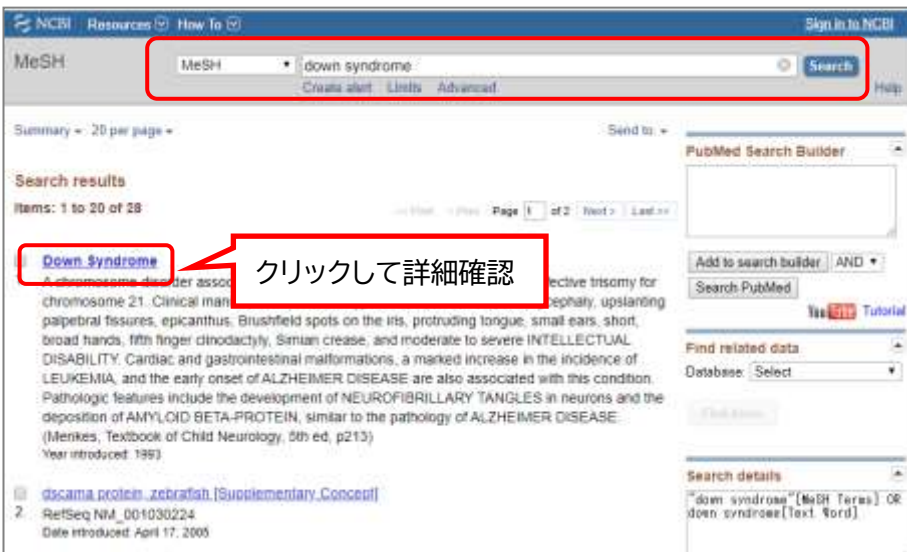 NCBI Resources How To Sign in to NCBI
MeSH MeSH down syndrome Search
Create alert Limits Advanced Help
Summary 20 per page Send to:
PubMed Search Builder
Search results
Items: 1 to 20 of 28
<< First < Prev Page 1 of 2 Next > Last >>
Down Syndrome
クリックして詳細確認
A chromosome disorder assoc ective trisomy for
chromosome 21. Clinical man cephaly, upslanting
palpebral fissures, epicanthus, Brushfield spots on the iris, protruding tongue, small ears, short,
broad hands, fifth finger clinodactyly, Simian crease, and moderate to severe INTELLECTUAL
DISABILITY. Cardiac and gastrointestinal malformations, a marked increase in the incidence of
LEUKEMIA, and the early onset of ALZHEIMER DISEASE are also associated with this condition.
Pathologic features include the development of NEUROFIBRILLARY TANGLES in neurons and the
deposition of AMYLOID BETA-PROTEIN, similar to the pathology of ALZHEIMER DISEASE.
(Menkes, Textbook of Child Neurology, 5th ed, p213)
Year introduced: 1993
dscama protein, zebrafish [Supplementary Concept]
2. RefSeq NM_001030224
Date introduced: April 17, 2005
Add to search builder AND
Search PubMed
YouTube Tutorial
Find related data
Database: Select
Find items
Search details
"down syndrome"[MeSH Terms] OR
down syndrome[Text Word]